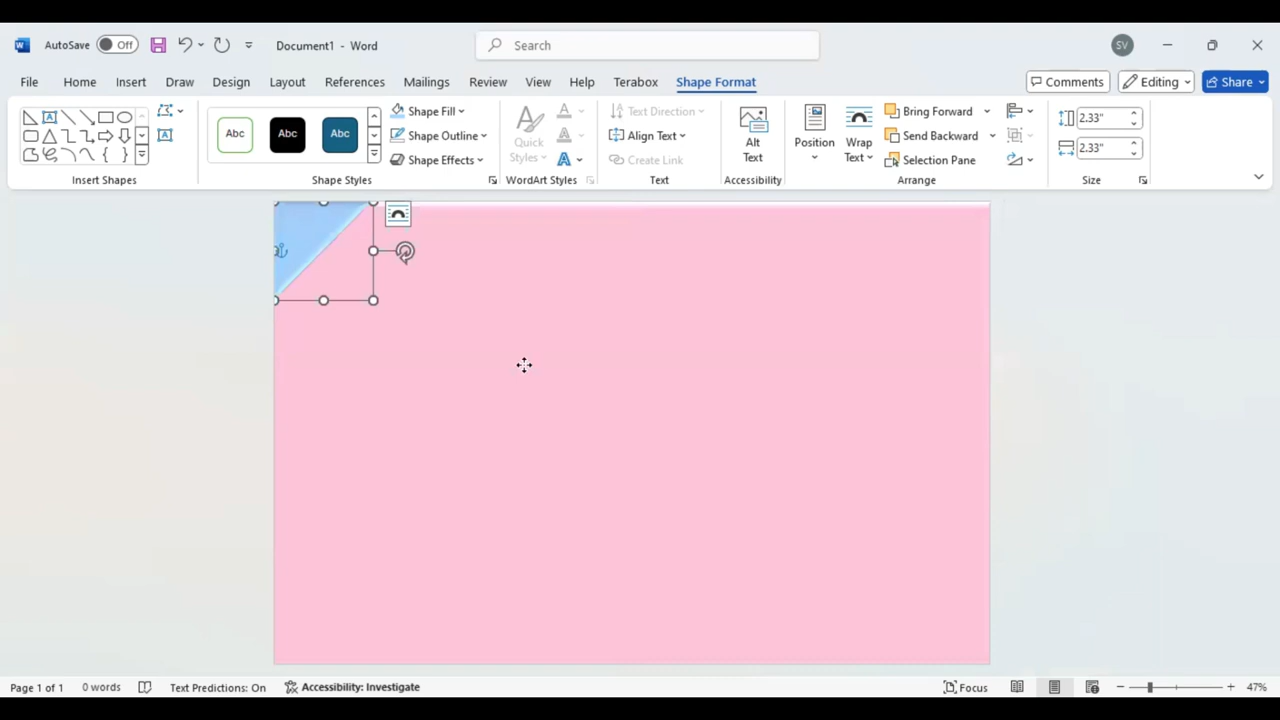 AutoSave Off Document1 - Word Search SV
File Home Insert Draw Design Layout References Mailings Review View Help Terabox Shape Format Comments Editing Share
Abc Abc Abc
Shape Fill
Shape Outline
Shape Effects
Quick
Styles
Text Direction
Align Text
Create Link
Alt
Text
Position
Wrap
Text
Bring Forward
Send Backward
Selection Pane
2.33"
2.33"
Insert Shapes Shape Styles WordArt Styles Text Accessibility Arrange Size
Page 1 of 1 0 words Text Predictions: On Accessibility: Investigate Focus 47%